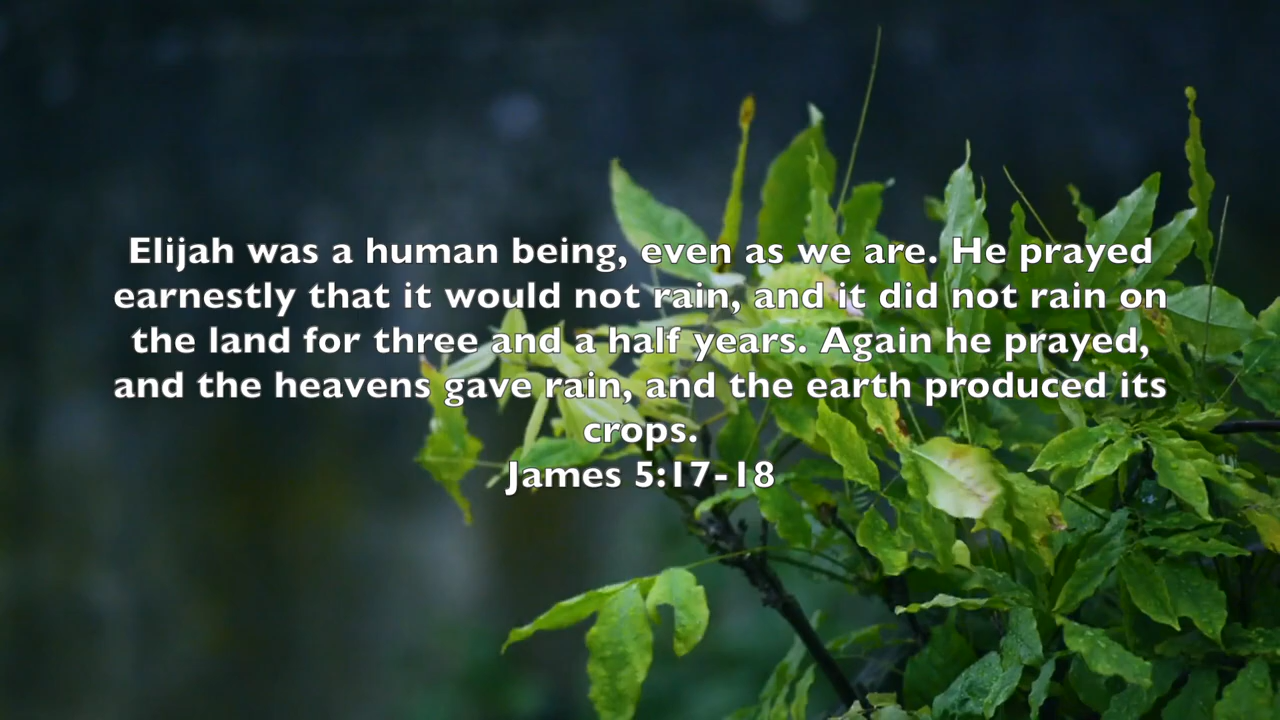 Elijah was a human being, even as we are. He prayed
earnestly that it would not rain, and it did not rain on
the land for three and a half years. Again he prayed,
and the heavens gave rain, and the earth produced its
crops.
James 5:17-18